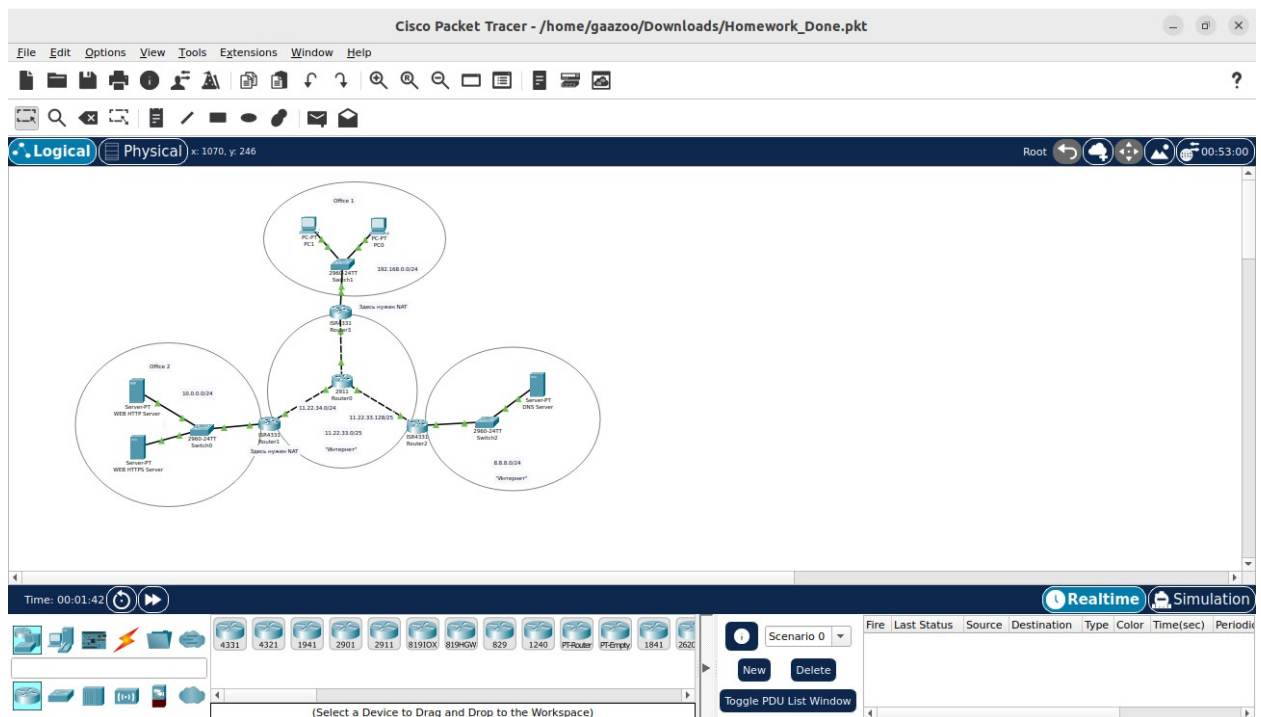 Cisco Packet Tracer - /home/gaazoo/Downloads/Homework_Done.pkt
File Edit Options View Tools Extensions Window Help
?
Logical Physical x: 1070, y: 246 Root 00:53:00
Office 1
PC-PT
PC1
PC-PT
PC0
2960-24TT
Switch1
192.168.0.0/24
Здесь нужен NAT
ISR4331
Router3
Office 2
10.0.0.0/24
Server-PT
WEB HTTP Server
2960-24TT
Switch0
Server-PT
WEB HTTPS Server
ISR4331
Router1
Здесь нужен NAT
2911
Router0
11.22.34.0/24
11.22.33.128/25
11.22.33.0/25
"Интернет"
ISR4331
Router2
2960-24TT
Switch2
Server-PT
DNS Server
8.8.8.0/24
"Интернет"
Time: 00:01:42 Realtime Simulation
4331 4321 1941 2901 2911 819IOX 819HGW 829 1240 PT-Router PT-Empty 1841 262
(Select a Device to Drag and Drop to the Workspace)
Scenario 0
New Delete
Toggle PDU List Window
Fire Last Status Source Destination Type Color Time(sec) Periodic